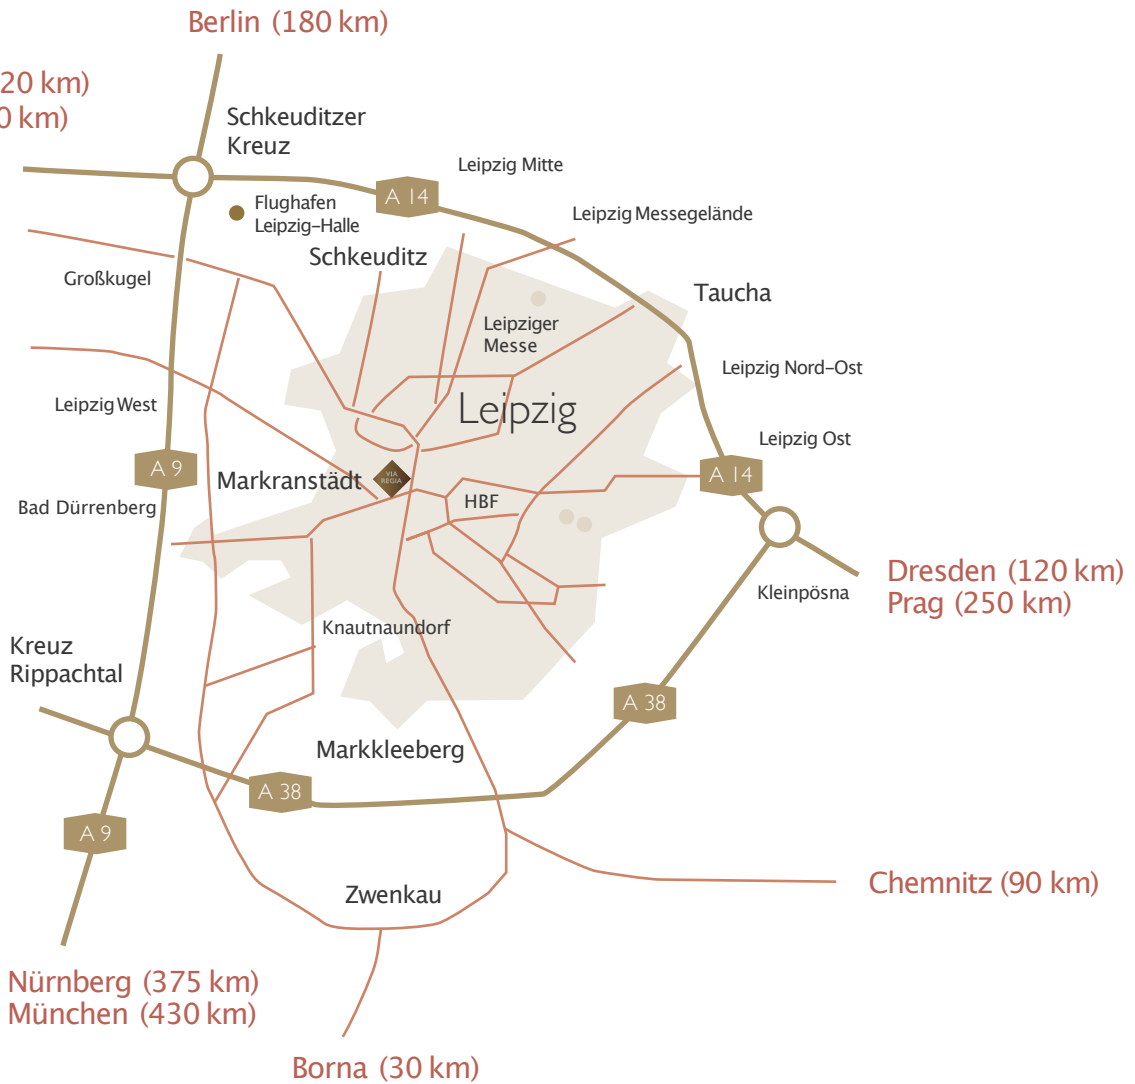 Berlin (180 km)
20 km)
0 km)
Schkeuditzer
Kreuz
Leipzig Mitte
A 14
Flughafen
Leipzig-Halle
Leipzig Messegelände
Schkeuditz
Großkugel
Taucha
Leipziger
Messe
Leipzig Nord-Ost
Leipzig West
Leipzig
Leipzig Ost
A 9
Markranstädt
VIA
REGIA
A 14
Bad Dürrenberg
HBF
Dresden (120 km)
Prag (250 km)
Kleinpösna
Knautnaundorf
Kreuz
Rippachtal
A 38
Markkleeberg
A 38
A 9
Zwenkau
Chemnitz (90 km)
Nürnberg (375 km)
München (430 km)
Borna (30 km)